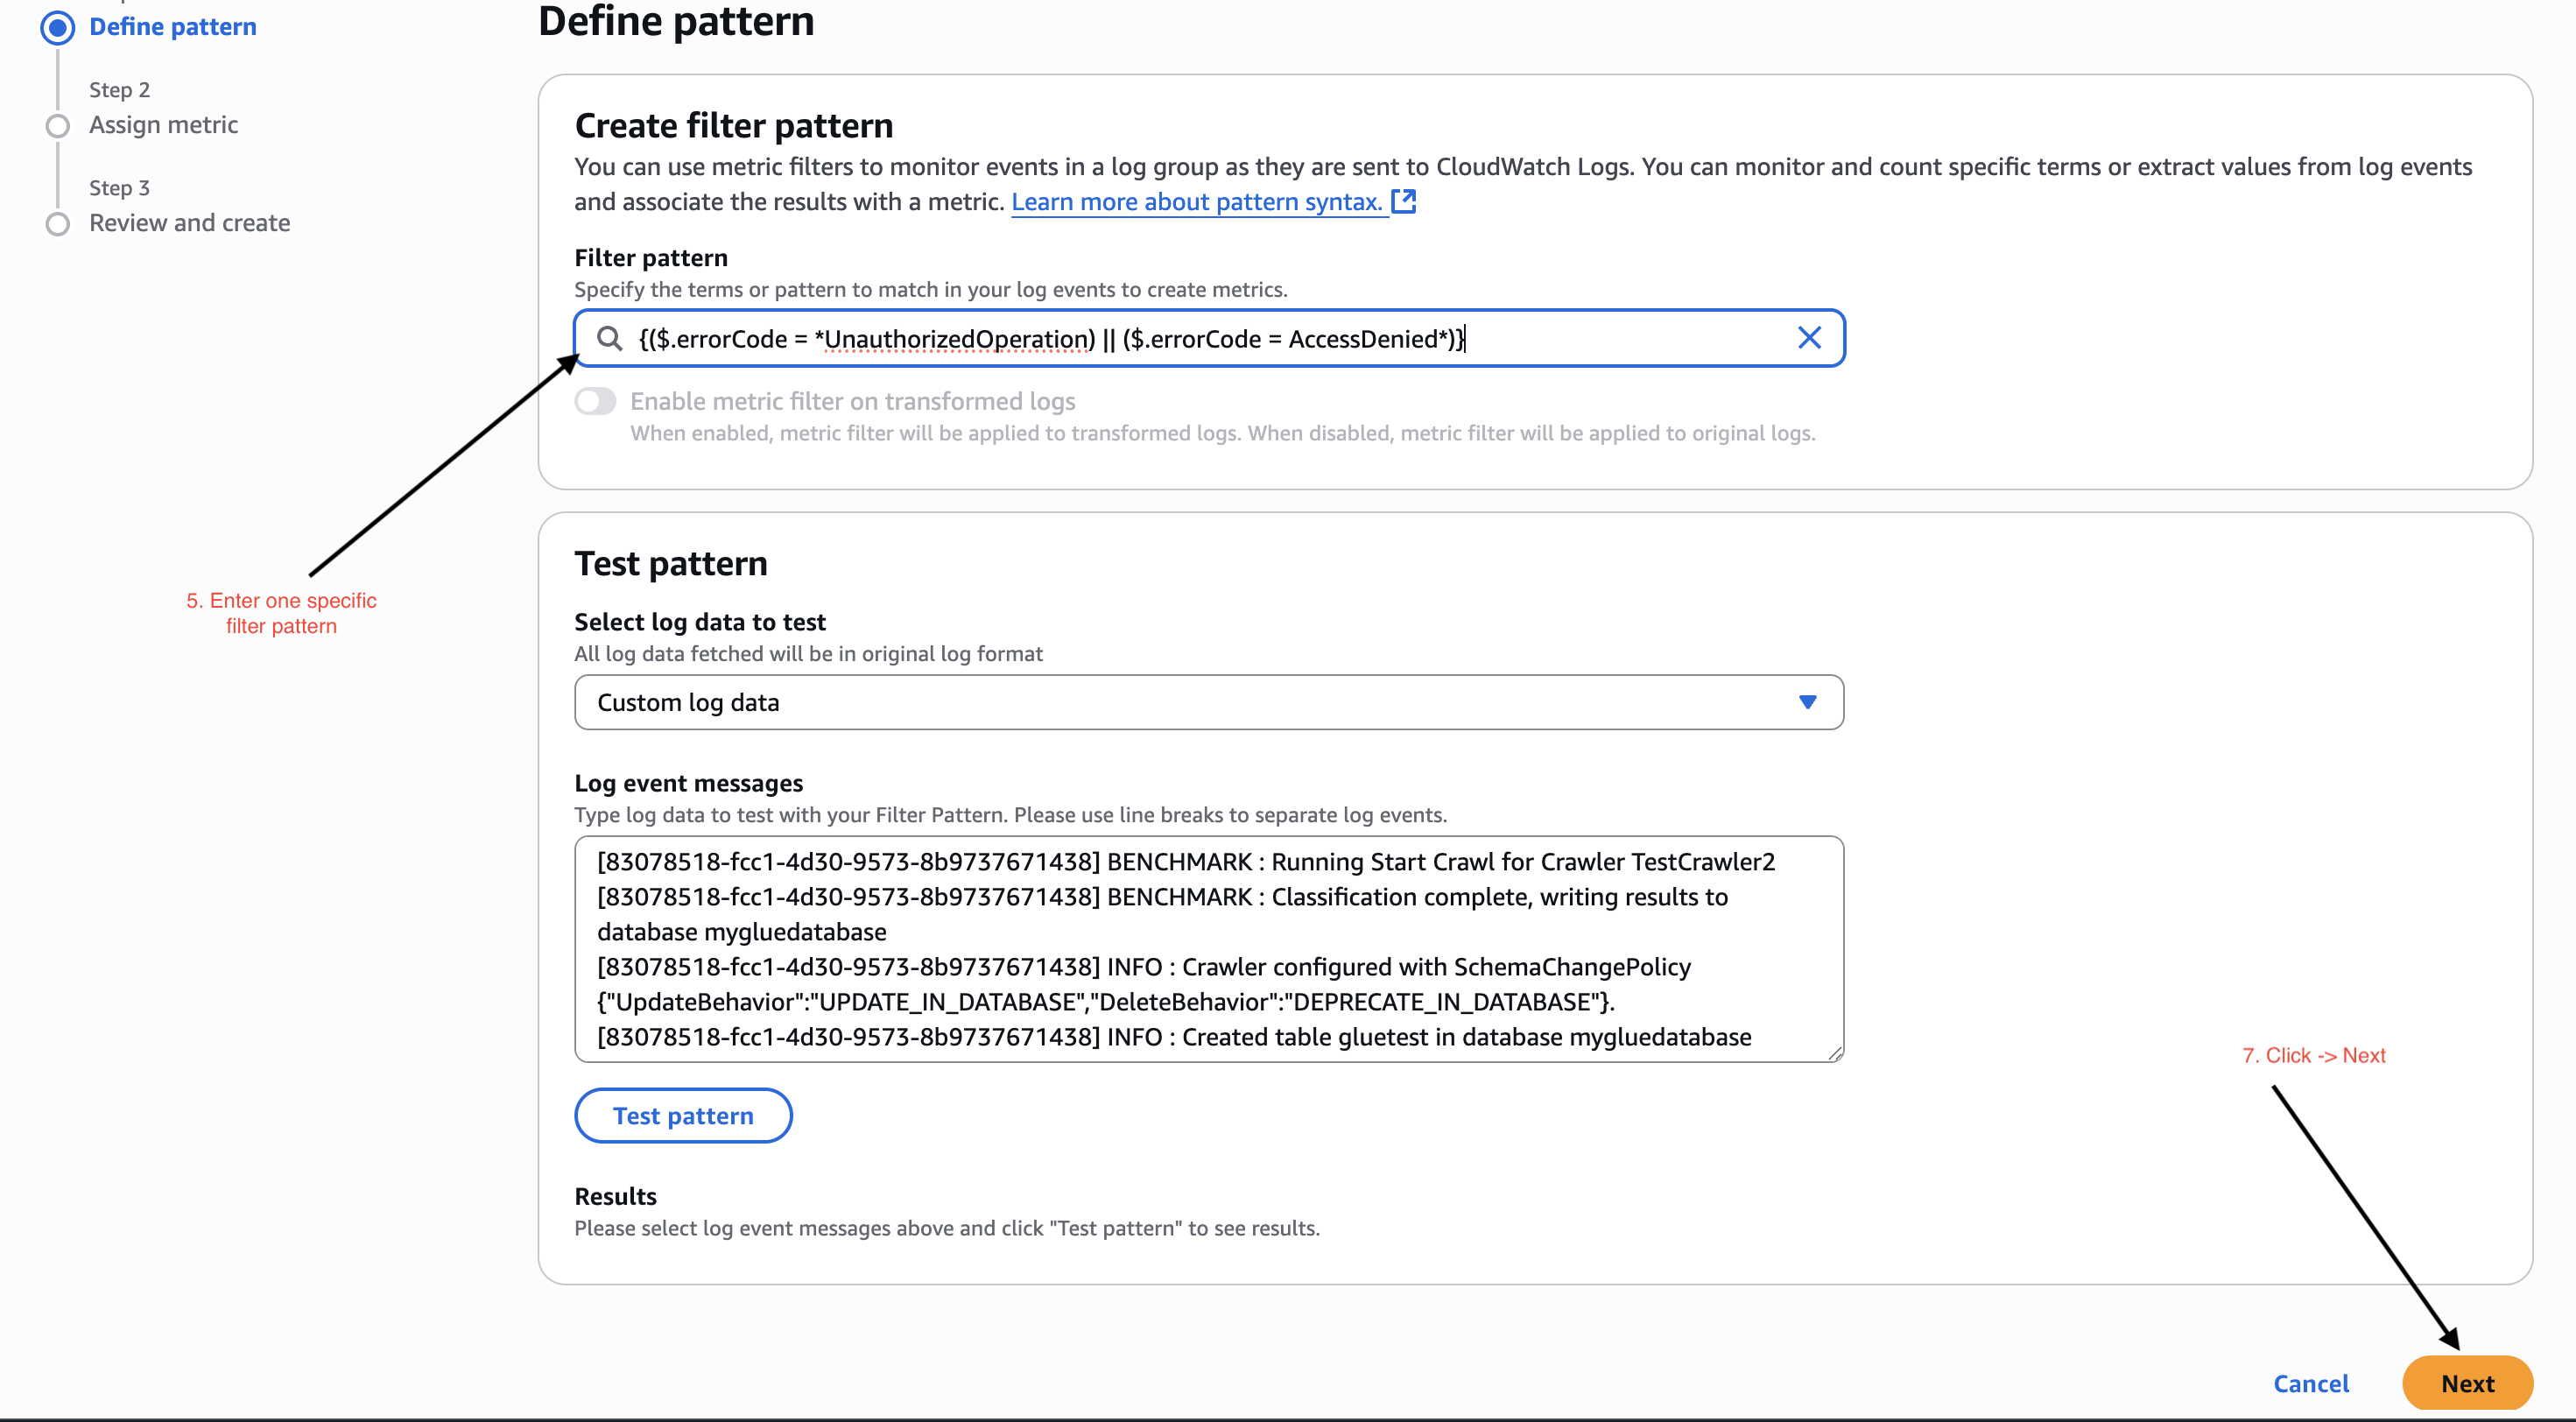 Define pattern
Step 2
Assign metric
Step 3
Review and create
Define pattern
Create filter pattern
You can use metric filters to monitor events in a log group as they are sent to CloudWatch Logs. You can monitor and count specific terms or extract values from log events
and associate the results with a metric. Learn more about pattern syntax.
Filter pattern
Specify the terms or pattern to match in your log events to create metrics.
{($.errorCode = *UnauthorizedOperation) || ($.errorCode = AccessDenied*)}
Enable metric filter on transformed logs
When enabled, metric filter will be applied to transformed logs. When disabled, metric filter will be applied to original logs.
5. Enter one specific
filter pattern
Test pattern
Select log data to test
All log data fetched will be in original log format
Custom log data
Log event messages
Type log data to test with your Filter Pattern. Please use line breaks to separate log events.
[83078518-fcc1-4d30-9573-8b9737671438] BENCHMARK : Running Start Crawl for Crawler TestCrawler2
[83078518-fcc1-4d30-9573-8b9737671438] BENCHMARK : Classification complete, writing results to
database mygluedatabase
[83078518-fcc1-4d30-9573-8b9737671438] INFO : Crawler configured with SchemaChangePolicy
{"UpdateBehavior":"UPDATE_IN_DATABASE","DeleteBehavior":"DEPRECATE_IN_DATABASE"}.
[83078518-fcc1-4d30-9573-8b9737671438] INFO : Created table gluetest in database mygluedatabase
7. Click -> Next
Test pattern
Results
Please select log event messages above and click "Test pattern" to see results.
Cancel
Next